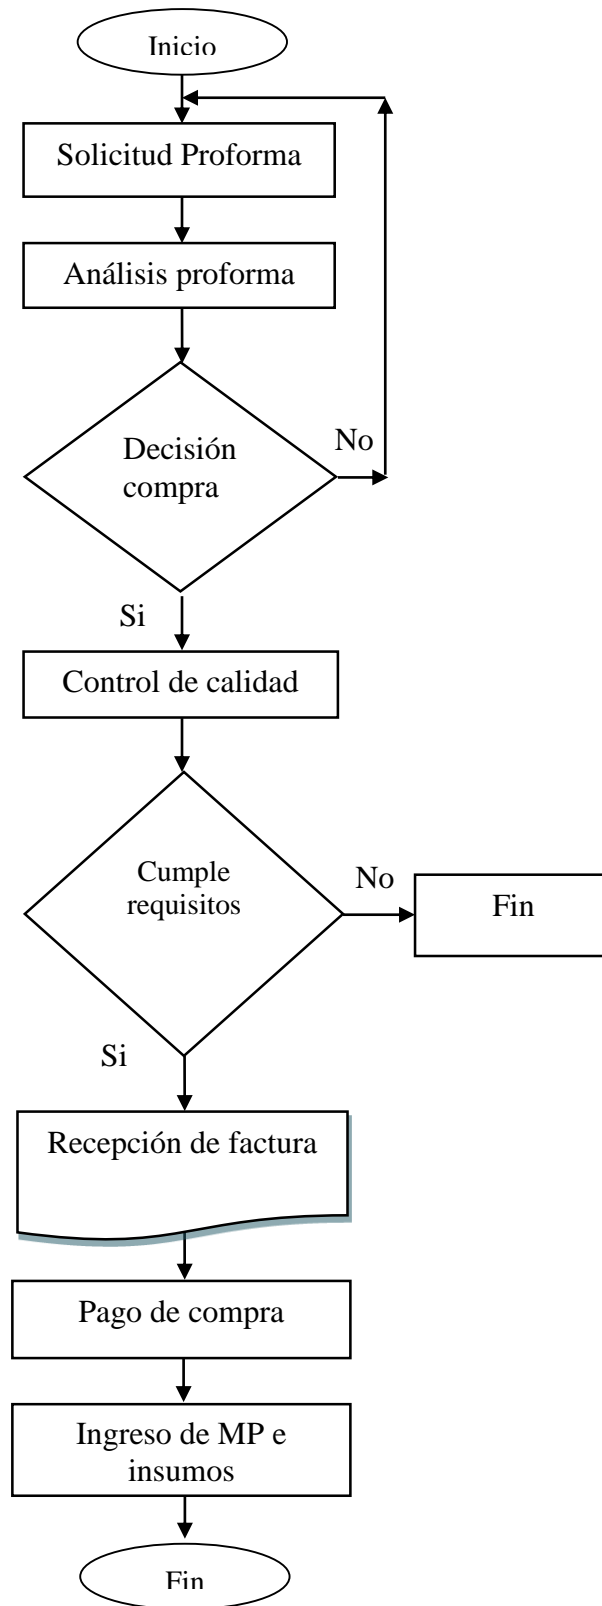 Inicio
Solicitud Proforma
Análisis proforma
Decisión
compra
No
Si
Control de calidad
Cumple
requisitos
No
Fin
Si
Recepción de factura
Pago de compra
Ingreso de MP e
insumos
Fin